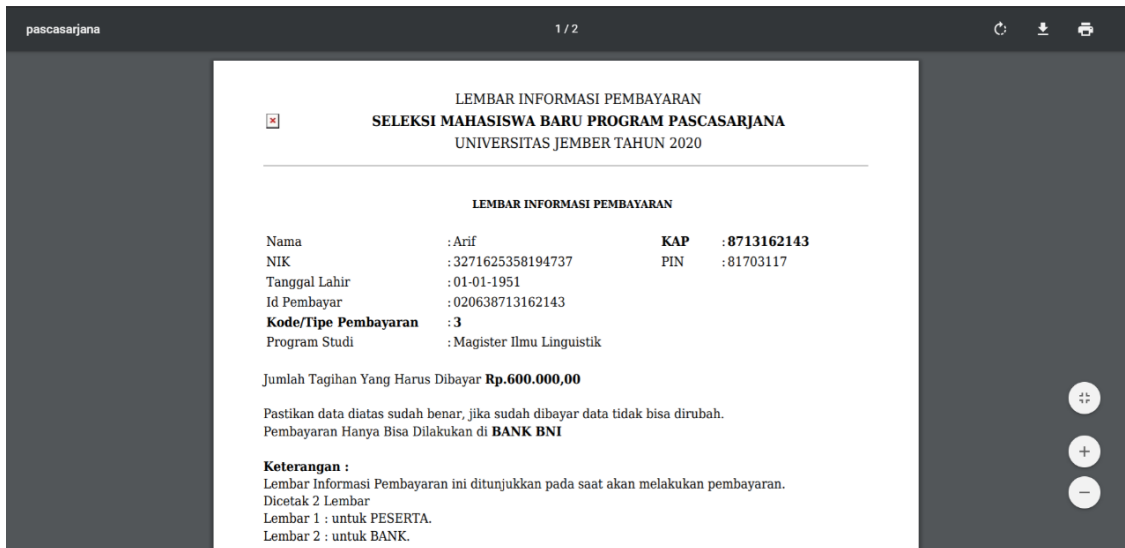 pascasarjana
1 / 2
LEMBAR INFORMASI PEMBAYARAN
SELEKSI MAHASISWA BARU PROGRAM PASCASARJANA
UNIVERSITAS JEMBER TAHUN 2020
LEMBAR INFORMASI PEMBAYARAN
Nama : Arif KAP : 8713162143
NIK : 3271625358194737 PIN : 81703117
Tanggal Lahir : 01-01-1951
Id Pembayar : 020638713162143
Kode/Tipe Pembayaran : 3
Program Studi : Magister Ilmu Linguistik
Jumlah Tagihan Yang Harus Dibayar Rp.600.000,00
Pastikan data diatas sudah benar, jika sudah dibayar data tidak bisa dirubah.
Pembayaran Hanya Bisa Dilakukan di BANK BNI
Keterangan :
Lembar Informasi Pembayaran ini ditunjukkan pada saat akan melakukan pembayaran.
Dicetak 2 Lembar
Lembar 1 : untuk PESERTA.
Lembar 2 : untuk BANK.